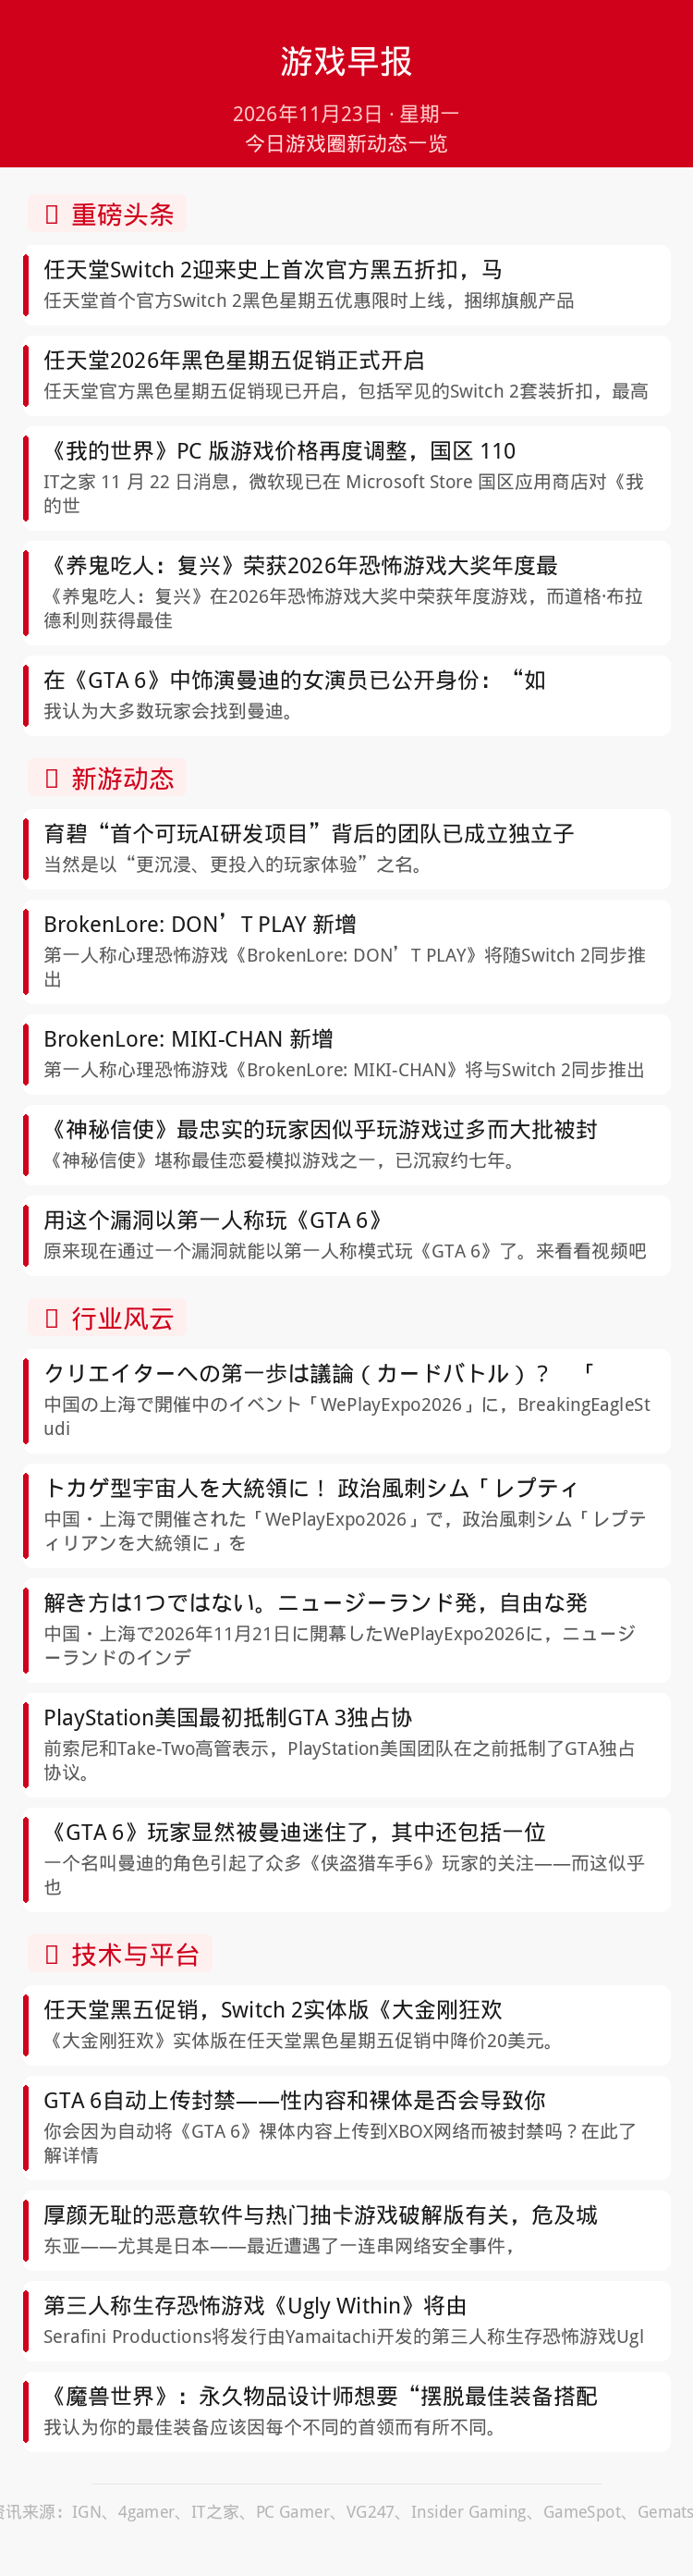 游戏早报
2026年11月23日 · 星期一
今日游戏圈新动态一览
重磅头条
任天堂Switch 2迎来史上首次官方黑五折扣，马
任天堂首个官方Switch 2黑色星期五优惠限时上线，捆绑旗舰产品
任天堂2026年黑色星期五促销正式开启
任天堂官方黑色星期五促销现已开启，包括罕见的Switch 2套装折扣，最高
《我的世界》PC 版游戏价格再度调整，国区 110
IT之家 11 月 22 日消息，微软现已在 Microsoft Store 国区应用商店对《我
的世
《养鬼吃人：复兴》荣获2026年恐怖游戏大奖年度最
《养鬼吃人：复兴》在2026年恐怖游戏大奖中荣获年度游戏，而道格·布拉
德利则获得最佳
在《GTA 6》中饰演曼迪的女演员已公开身份：“如
我认为大多数玩家会找到曼迪。
新游动态
育碧“首个可玩AI研发项目”背后的团队已成立独立子
当然是以“更沉浸、更投入的玩家体验”之名。
BrokenLore: DON’T PLAY 新增
第一人称心理恐怖游戏《BrokenLore: DON’T PLAY》将随Switch 2同步推
出
BrokenLore: MIKI-CHAN 新增
第一人称心理恐怖游戏《BrokenLore: MIKI-CHAN》将与Switch 2同步推出
《神秘信使》最忠实的玩家因似乎玩游戏过多而大批被封
《神秘信使》堪称最佳恋爱模拟游戏之一，已沉寂约七年。
用这个漏洞以第一人称玩《GTA 6》
原来现在通过一个漏洞就能以第一人称模式玩《GTA 6》了。来看看视频吧
行业风云
クリエイターへの第一歩は議論（カードバトル）？　「
中国の上海で開催中のイベント「WePlayExpo2026」に，BreakingEagleSt
udi
トカゲ型宇宙人を大統領に！ 政治風刺シム「レプティ
中国・上海で開催された「WePlayExpo2026」で，政治風刺シム「レプテ
ィリアンを大統領に」を
解き方は1つではない。ニュージーランド発，自由な発
中国・上海で2026年11月21日に開幕したWePlayExpo2026に，ニュージ
ーランドのインデ
PlayStation美国最初抵制GTA 3独占协
前索尼和Take-Two高管表示，PlayStation美国团队在之前抵制了GTA独占
协议。
《GTA 6》玩家显然被曼迪迷住了，其中还包括一位
一个名叫曼迪的角色引起了众多《侠盗猎车手6》玩家的关注——而这似乎
也
技术与平台
任天堂黑五促销，Switch 2实体版《大金刚狂欢
《大金刚狂欢》实体版在任天堂黑色星期五促销中降价20美元。
GTA 6自动上传封禁——性内容和裸体是否会导致你
你会因为自动将《GTA 6》裸体内容上传到XBOX网络而被封禁吗？在此了
解详情
厚颜无耻的恶意软件与热门抽卡游戏破解版有关，危及城
东亚——尤其是日本——最近遭遇了一连串网络安全事件，
第三人称生存恐怖游戏《Ugly Within》将由
Serafini Productions将发行由Yamaitachi开发的第三人称生存恐怖游戏Ugl
《魔兽世界》：永久物品设计师想要“摆脱最佳装备搭配
我认为你的最佳装备应该因每个不同的首领而有所不同。
资讯来源：IGN、4gamer、IT之家、PC Gamer、VG247、Insider Gaming、GameSpot、Gemats